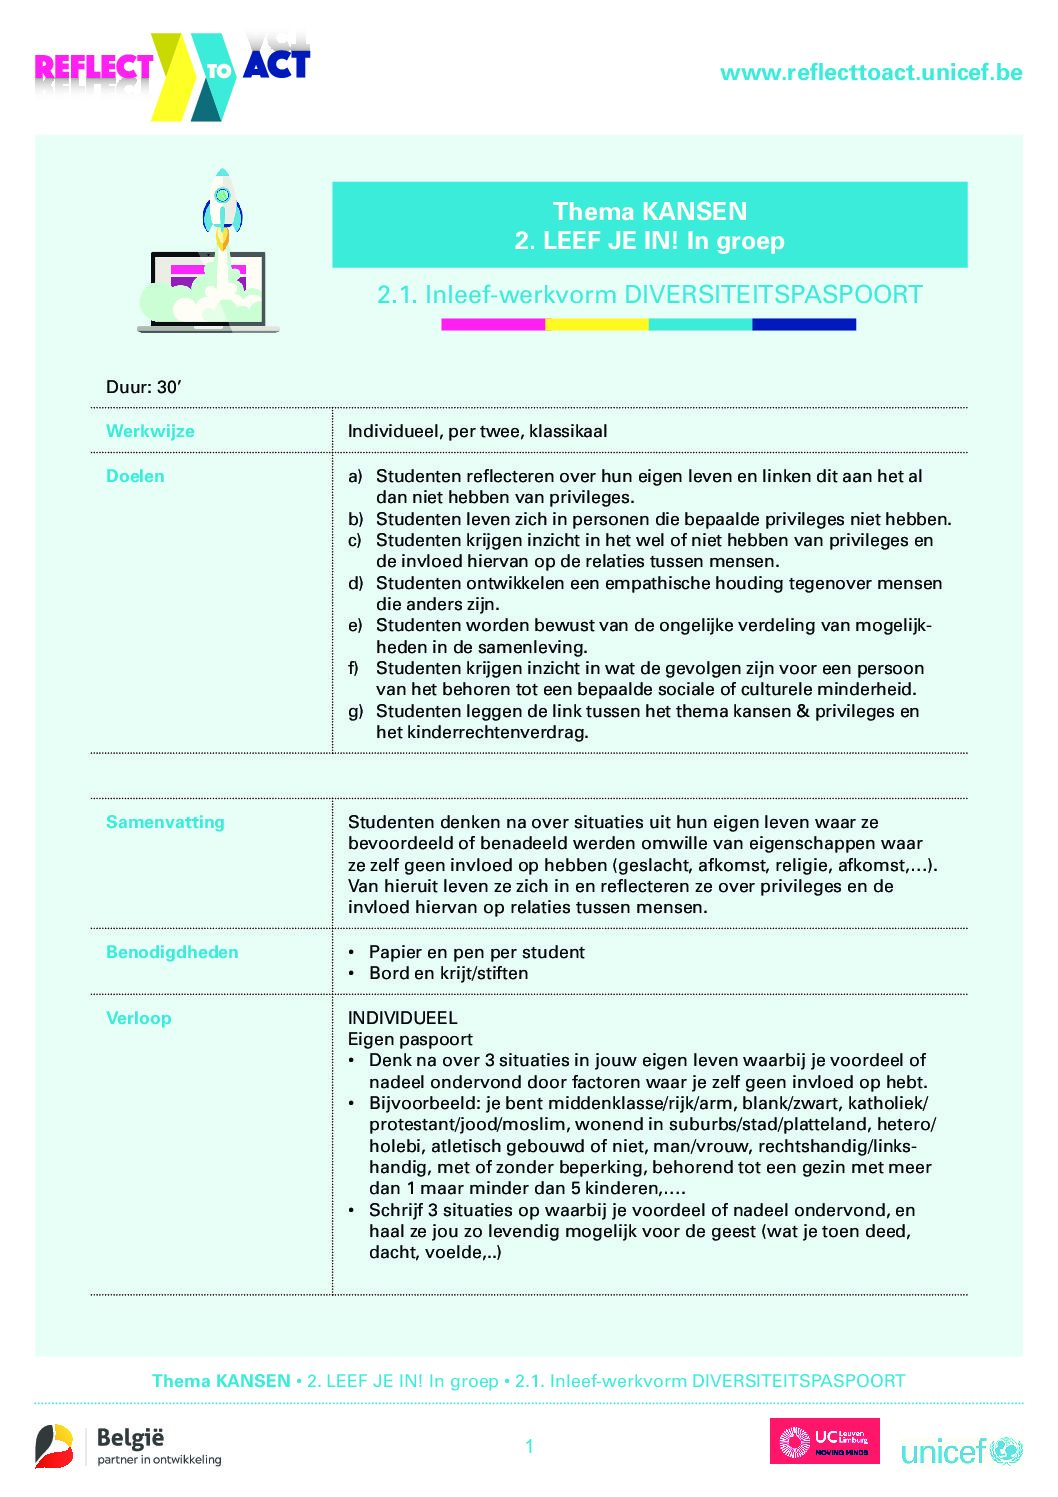 REFLECT TO ACT
www.reflecttoact.unicef.be
Thema KANSEN
2. LEEF JE IN! In groep
2.1. Inleef-werkvorm DIVERSITEITSPASPOORT
Duur: 30’
Werkwijze
Individueel, per twee, klassikaal
Doelen
a) Studenten reflecteren over hun eigen leven en linken dit aan het al
dan niet hebben van privileges.
b) Studenten leven zich in personen die bepaalde privileges niet hebben.
c) Studenten krijgen inzicht in het wel of niet hebben van privileges en
de invloed hiervan op de relaties tussen mensen.
d) Studenten ontwikkelen een empathische houding tegenover mensen
die anders zijn.
e) Studenten worden bewust van de ongelijke verdeling van mogelijk-
heden in de samenleving.
f) Studenten krijgen inzicht in wat de gevolgen zijn voor een persoon
van het behoren tot een bepaalde sociale of culturele minderheid.
g) Studenten leggen de link tussen het thema kansen & privileges en
het kinderrechtenverdrag.
Samenvatting
Studenten denken na over situaties uit hun eigen leven waar ze
bevoordeeld of benadeeld werden omwille van eigenschappen waar
ze zelf geen invloed op hebben (geslacht, afkomst, religie, afkomst,…).
Van hieruit leven ze zich in en reflecteren ze over privileges en de
invloed hiervan op relaties tussen mensen.
Benodigdheden
• Papier en pen per student
• Bord en krijt/stiften
Verloop
INDIVIDUEEL
Eigen paspoort
• Denk na over 3 situaties in jouw eigen leven waarbij je voordeel of
nadeel ondervond door factoren waar je zelf geen invloed op hebt.
• Bijvoorbeeld: je bent middenklasse/rijk/arm, blank/zwart, katholiek/
protestant/jood/moslim, wonend in suburbs/stad/platteland, hetero/
holebi, atletisch gebouwd of niet, man/vrouw, rechtshandig/links-
handig, met of zonder beperking, behorend tot een gezin met meer
dan 1 maar minder dan 5 kinderen,….
• Schrijf 3 situaties op waarbij je voordeel of nadeel ondervond, en
haal ze jou zo levendig mogelijk voor de geest (wat je toen deed,
dacht, voelde,..)
Thema KANSEN • 2. LEEF JE IN! In groep • 2.1. Inleef-werkvorm DIVERSITEITSPASPOORT
België
partner in ontwikkeling
1
UC Leuven
Limburg
MOVING MINDS
unicef